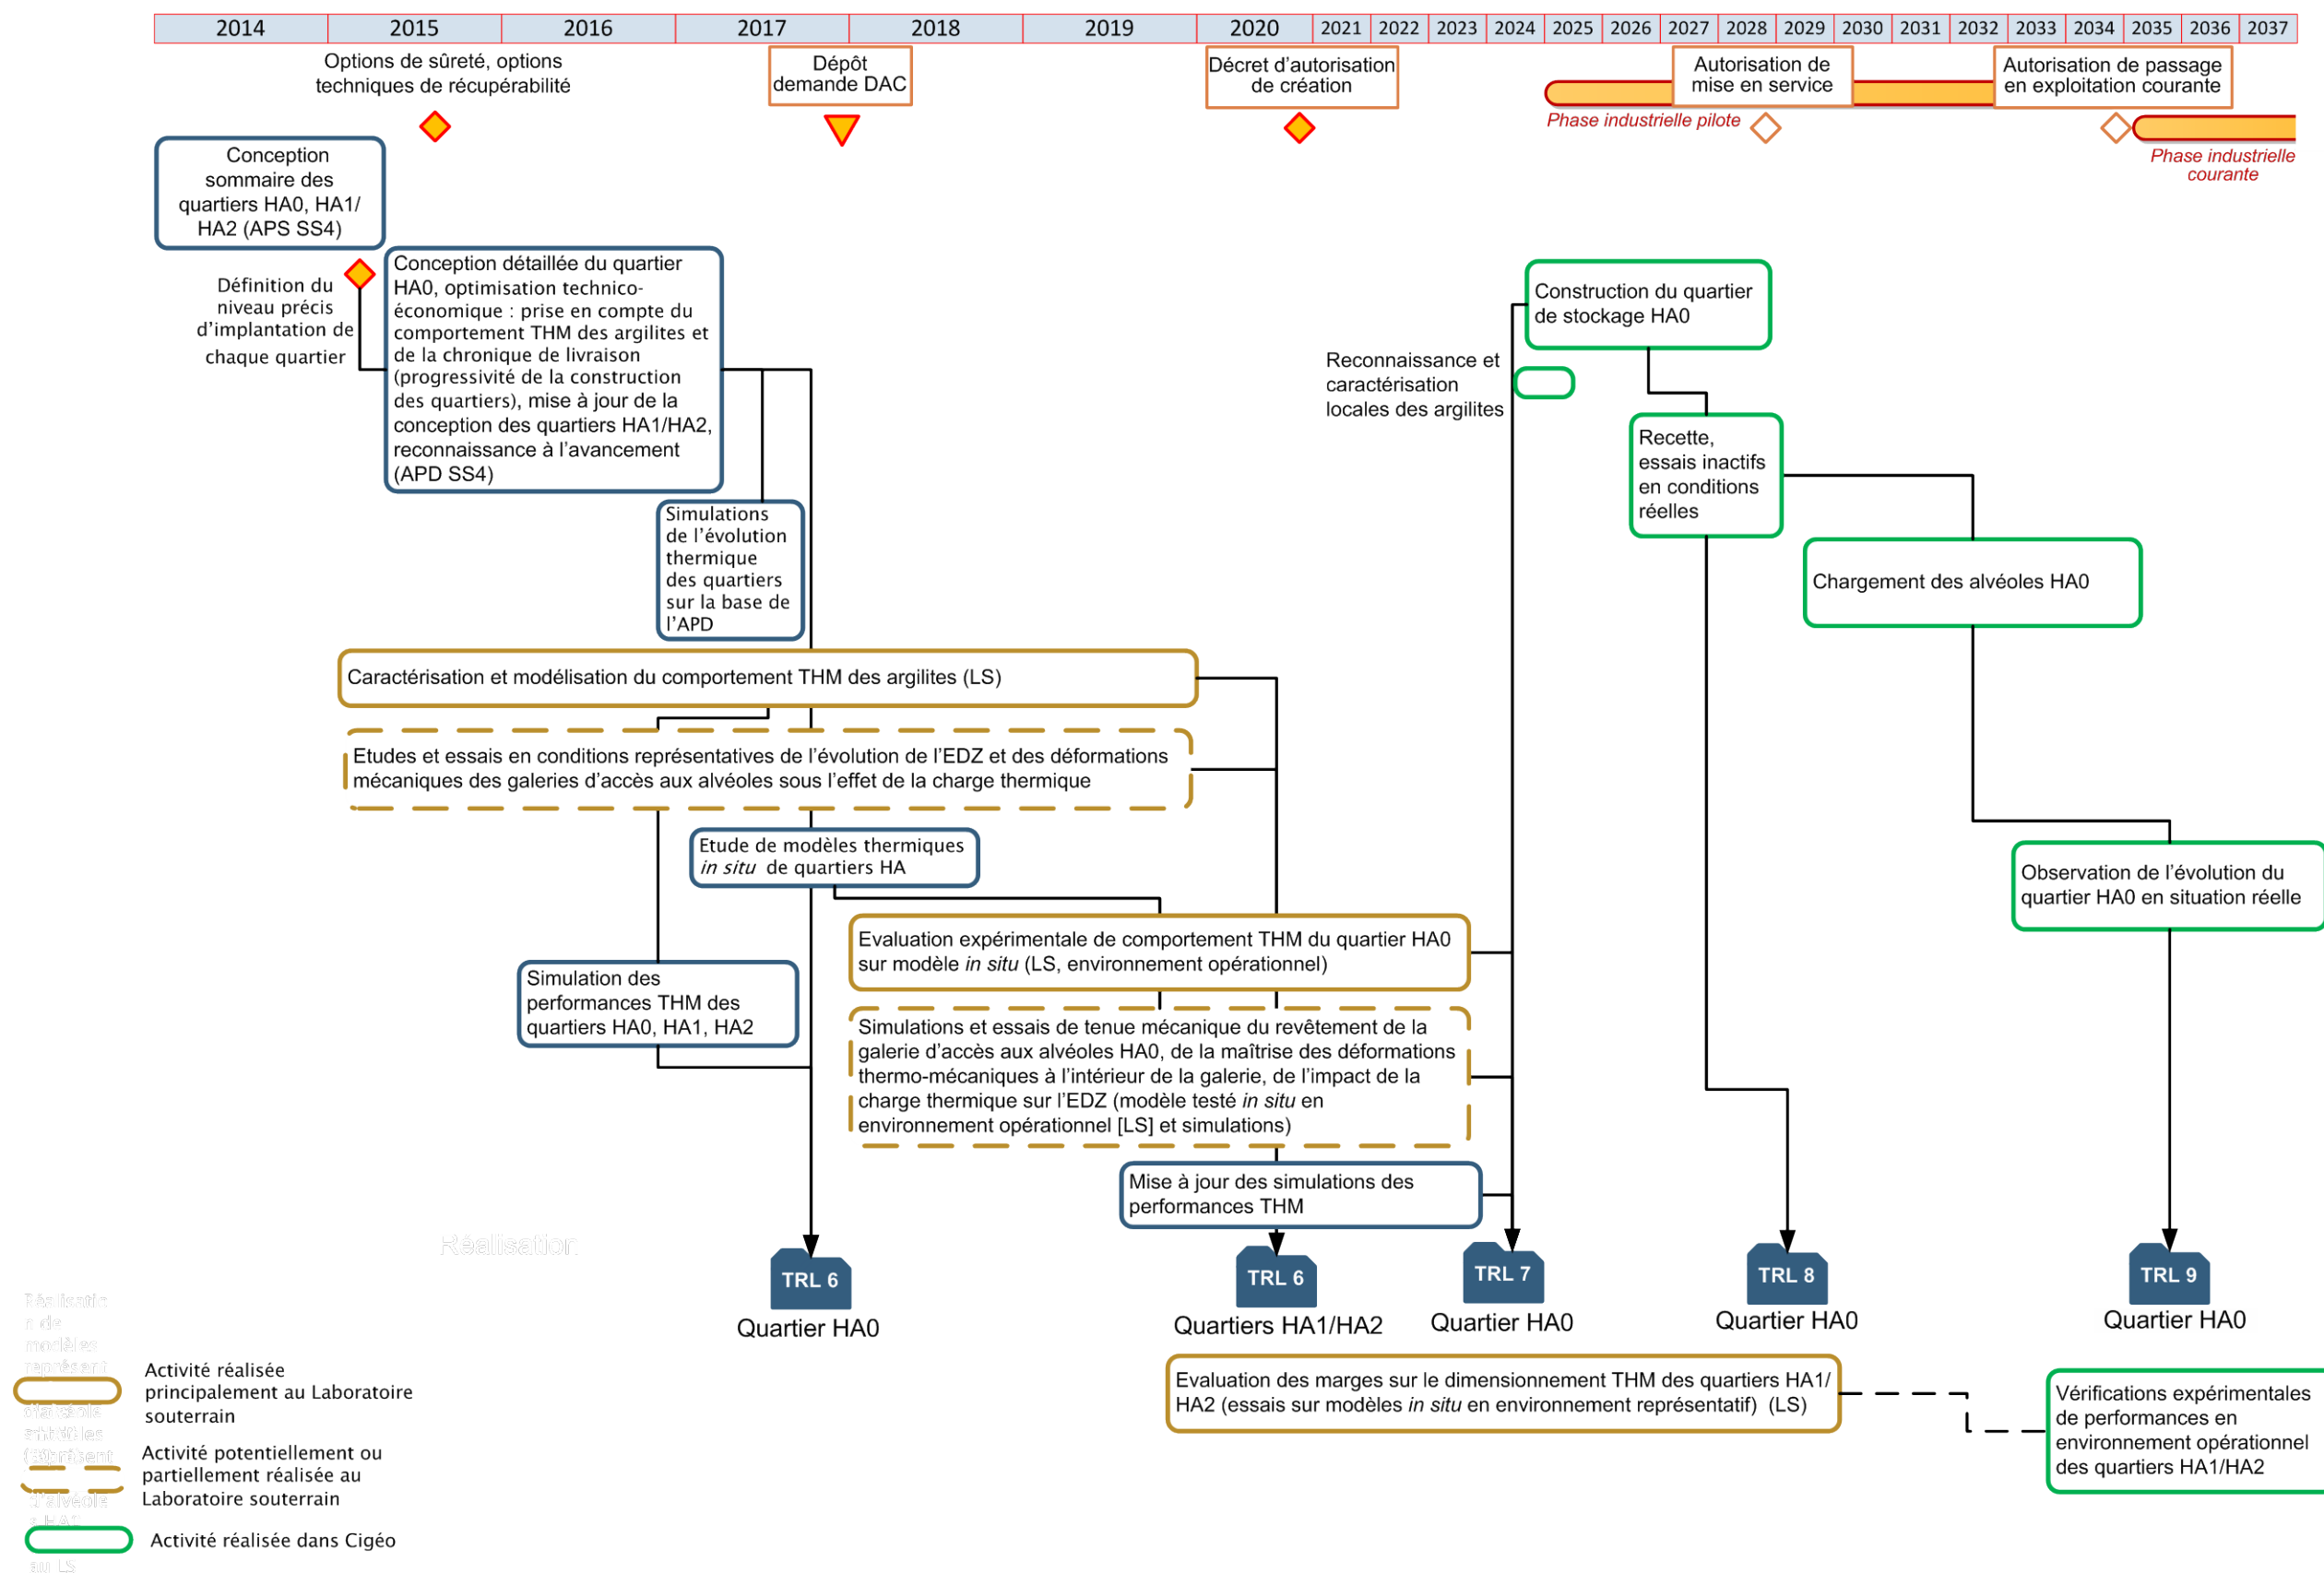 2014 2015 2016 2017 2018 2019 2020 2021 2022 2023 2024 2025 2026 2027 2028 2029 2030 2031 2032 2033 2034 2035 2036 2037
Options de sûreté, options
techniques de récupérabilité
Dépôt
demande DAC
Décret d'autorisation
de création
Autorisation de
mise en service
Autorisation de passage
en exploitation courante
Phase industrielle pilote
Phase industrielle
courante
Conception
sommaire des
quartiers HA0, HA1/
HA2 (APS SS4)
Définition du
niveau précis
d'implantation de
chaque quartier
Conception détaillée du quartier
HA0, optimisation technico-
économique : prise en compte du
comportement THM des argilites et
de la chronique de livraison
(progressivité de la construction
des quartiers), mise à jour de la
conception des quartiers HA1/HA2,
reconnaissance à l'avancement
(APD SS4)
Construction du quartier
de stockage HA0
Reconnaissance et
caractérisation
locales des argilites
Recette,
essais inactifs
en conditions
réelles
Simulations
de l'évolution
thermique
des quartiers
sur la base de
l'APD
Chargement des alvéoles HA0
Caractérisation et modélisation du comportement THM des argilites (LS)
Etudes et essais en conditions représentatives de l'évolution de l'EDZ et des déformations
mécaniques des galeries d'accès aux alvéoles sous l'effet de la charge thermique
Etude de modèles thermiques
in situ de quartiers HA
Observation de l'évolution du
quartier HA0 en situation réelle
Evaluation expérimentale de comportement THM du quartier HA0
sur modèle in situ (LS, environnement opérationnel)
Simulation des
performances THM des
quartiers HA0, HA1, HA2
Simulations et essais de tenue mécanique du revêtement de la
galerie d'accès aux alvéoles HA0, de la maîtrise des déformations
thermo-mécaniques à l'intérieur de la galerie, de l'impact de la
charge thermique sur l'EDZ (modèle testé in situ en
environnement opérationnel [LS] et simulations)
Mise à jour des simulations des
performances THM
Réalisation
TRL 6
Quartier HA0
TRL 6
Quartiers HA1/HA2
TRL 7
Quartier HA0
TRL 8
Quartier HA0
TRL 9
Quartier HA0
Evaluation des marges sur le dimensionnement THM des quartiers HA1/
HA2 (essais sur modèles in situ en environnement représentatif) (LS)
Vérifications expérimentales
de performances en
environnement opérationnel
des quartiers HA1/HA2
Réalisatio
n de
modèles
représent
Activité réalisée
principalement au Laboratoire
souterrain
Activité potentiellement ou
partiellement réalisée au
Laboratoire souterrain
d'alvéole
Activité réalisée dans Cigéo
au LS